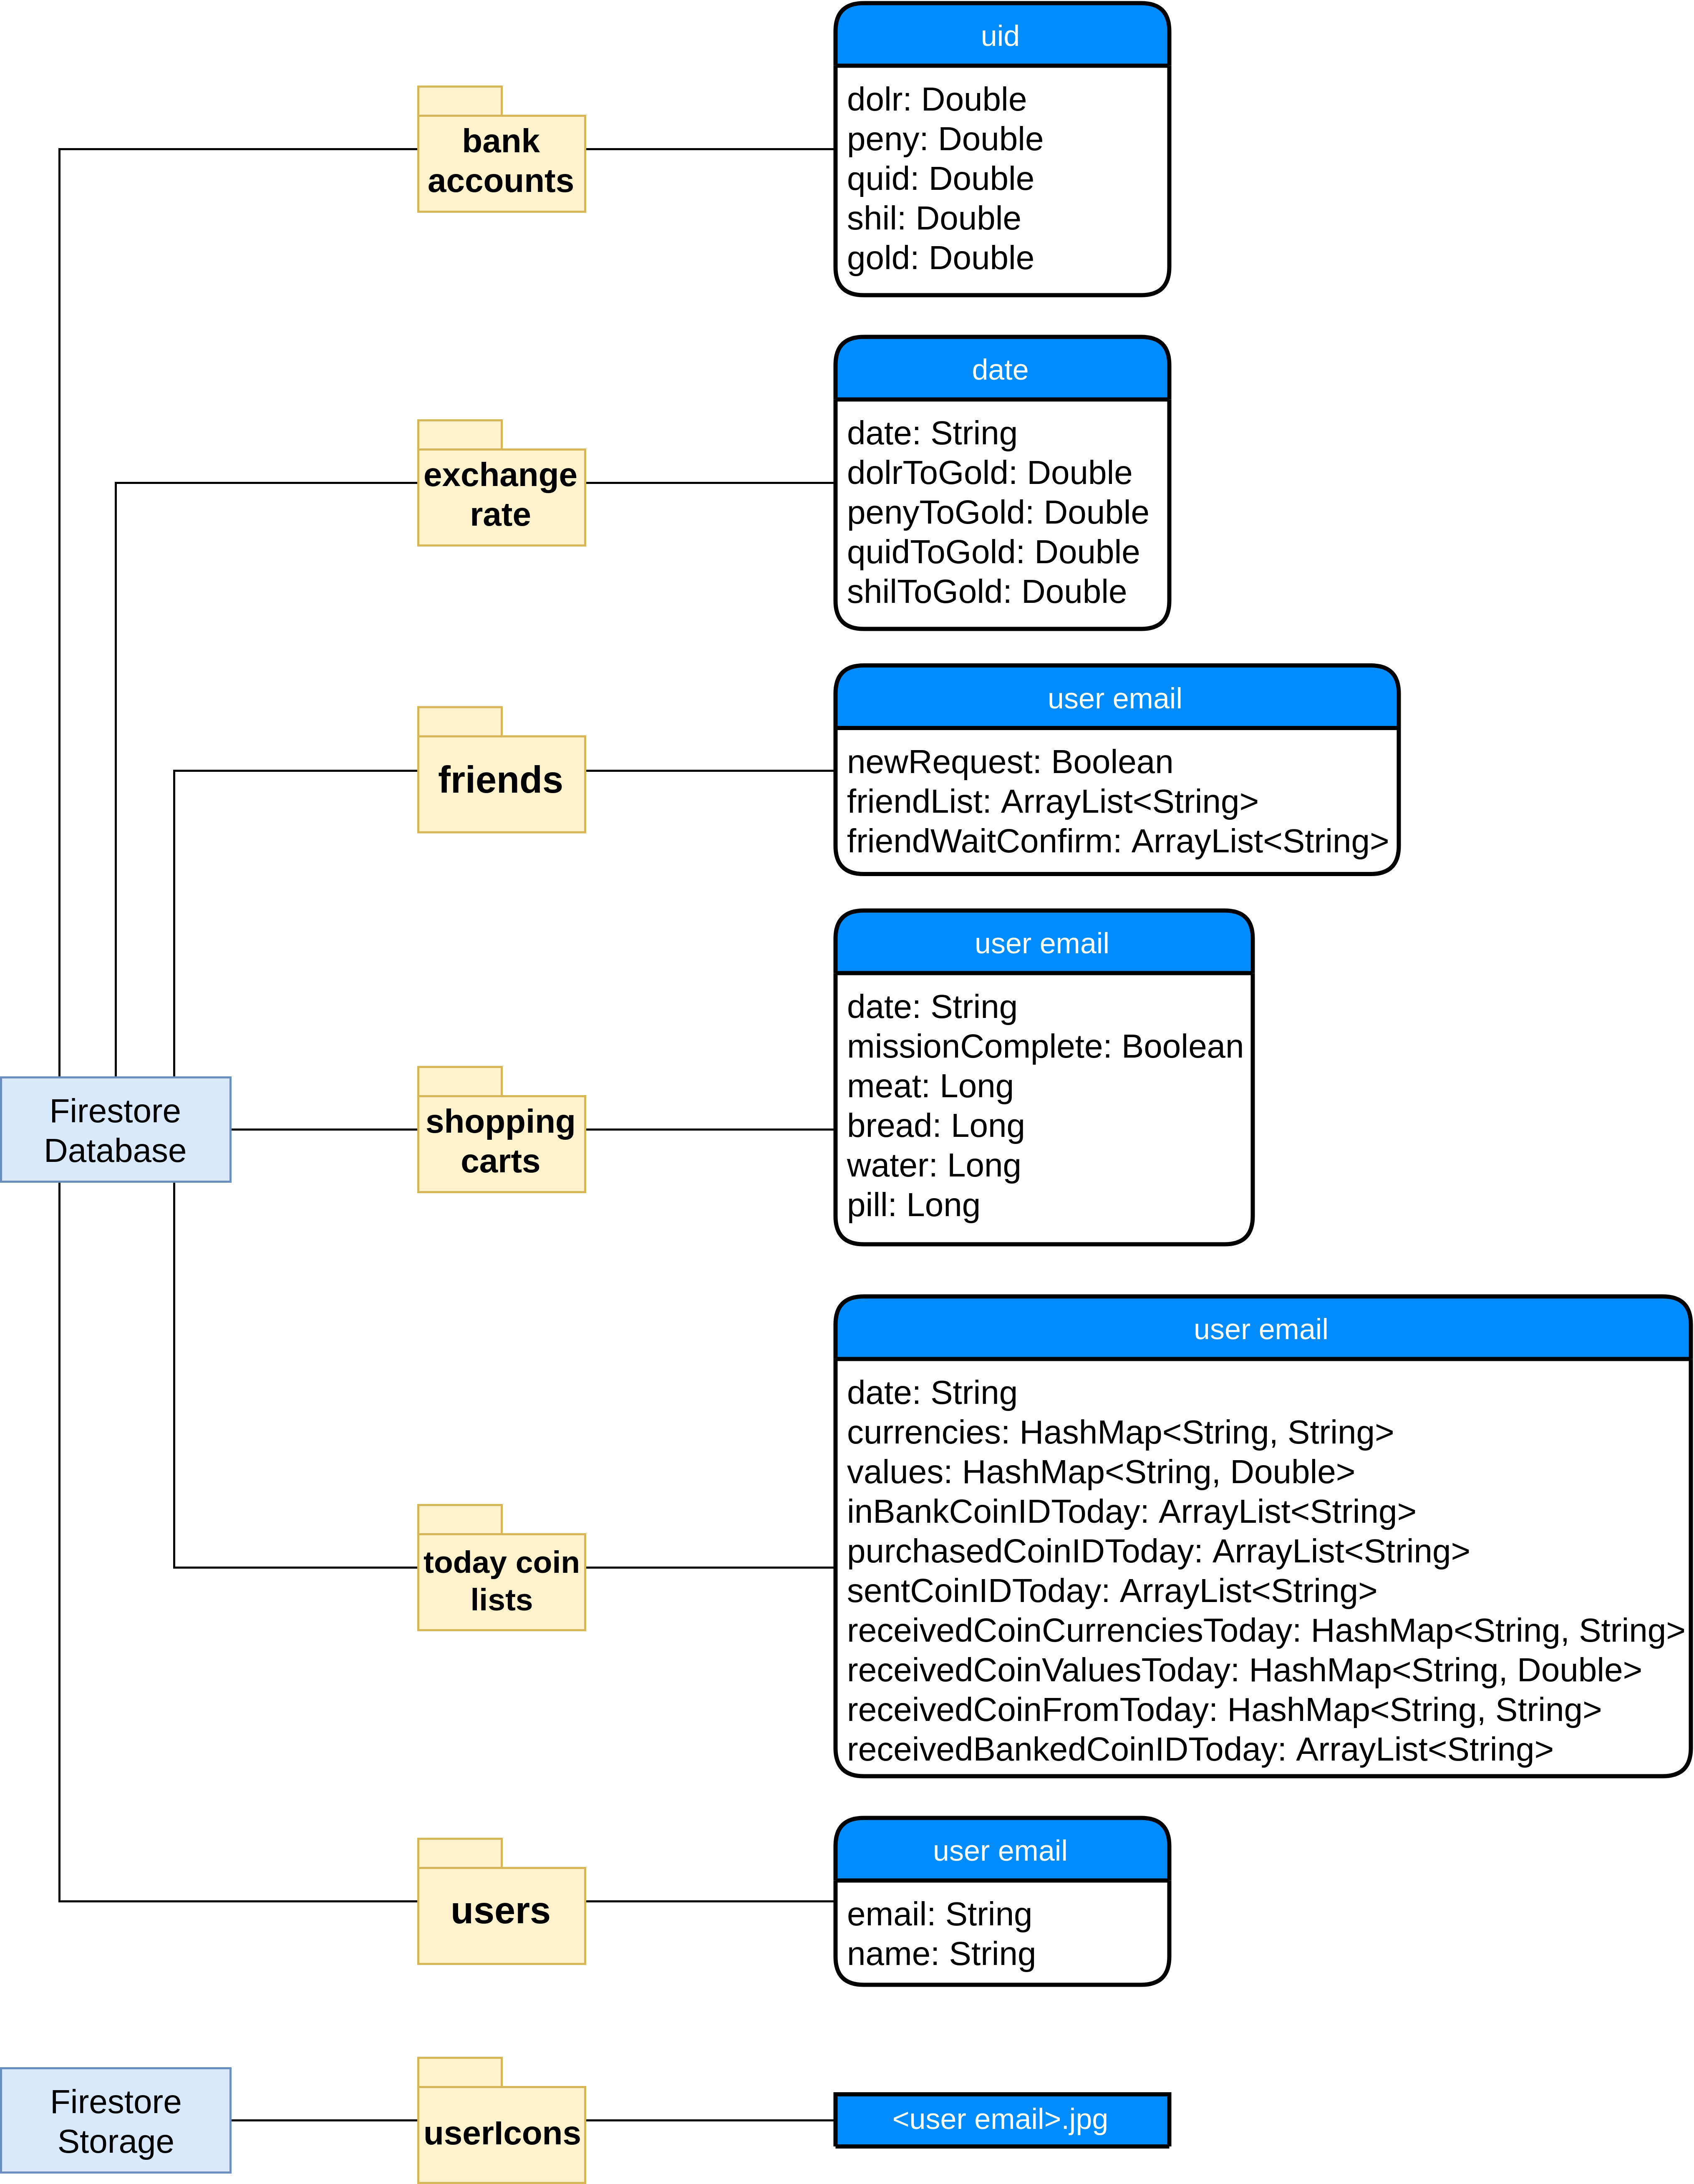 uid
dolr: Double
peny: Double
quid: Double
shil: Double
gold: Double
bank
accounts
date
date: String
dolrToGold: Double
penyToGold: Double
quidToGold: Double
shilToGold: Double
exchange
rate
user email
newRequest: Boolean
friendList: ArrayList<String>
friendWaitConfirm: ArrayList<String>
friends
user email
date: String
missionComplete: Boolean
meat: Long
bread: Long
water: Long
pill: Long
Firestore
Database
shopping
carts
user email
date: String
currencies: HashMap<String, String>
values: HashMap<String, Double>
inBankCoinIDToday: ArrayList<String>
purchasedCoinIDToday: ArrayList<String>
sentCoinIDToday: ArrayList<String>
receivedCoinCurrenciesToday: HashMap<String, String>
receivedCoinValuesToday: HashMap<String, Double>
receivedCoinFromToday: HashMap<String, String>
receivedBankedCoinIDToday: ArrayList<String>
today coin
lists
user email
email: String
name: String
users
Firestore
Storage
userIcons
<user email>.jpg